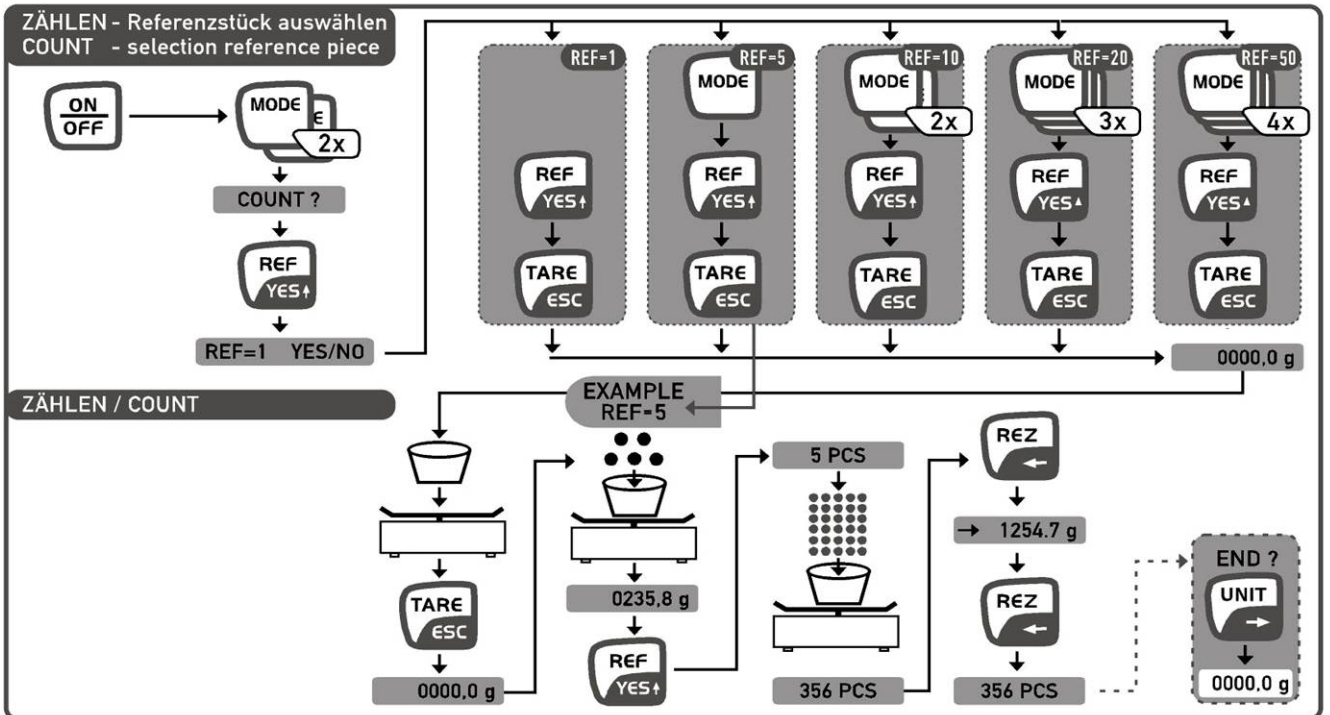 ZÄHLEN - Referenzstück auswählen
COUNT - selection reference piece
ON
OFF
MODE
E
2x
COUNT ?
REF
YES
REF=1 YES/NO
REF=1
REF
YES
TARE
ESC
REF=5
MODE
REF
YES
TARE
ESC
REF=10
MODE
2x
REF
YES
TARE
ESC
REF=20
MODE
3x
REF
YES
TARE
ESC
REF=50
MODE
4x
REF
YES
TARE
ESC
0000,0 g
ZÄHLEN / COUNT
TARE
ESC
0000,0 g
EXAMPLE
REF=5
0235,8 g
REF
YES
5 PCS
356 PCS
REZ
1254.7 g
REZ
356 PCS
END ?
UNIT
0000,0 g